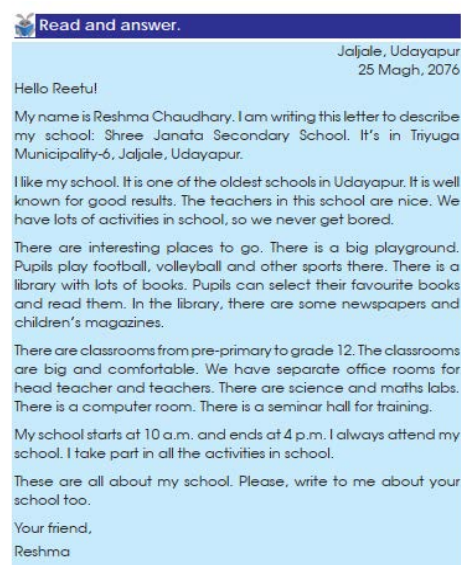 Read and answer.
Jaljale, Udayapur
25 Magh, 2076
Hello Reetu!
My name is Reshma Chaudhary. I am writing this letter to describe
my school: Shree Janata Secondary School. It's in Triyuga
Municipality-6, Jaljale, Udayapur.
I like my school. It is one of the oldest schools in Udayapur. It is well
known for good results. The teachers in this school are nice. We
have lots of activities in school, so we never get bored.
There are interesting places to go. There is a big playground.
Pupils play football, volleyball and other sports there. There is a
library with lots of books. Pupils can select their favourite books
and read them. In the library, there are some newspapers and
children's magazines.
There are classrooms from pre-primary to grade 12. The classrooms
are big and comfortable. We have separate office rooms for
head teacher and teachers. There are science and maths labs.
There is a computer room. There is a seminar hall for training.
My school starts at 10 a.m. and ends at 4 p.m. I always attend my
school. I take part in all the activities in school.
These are all about my school. Please, write to me about your
school too.
Your friend,
Reshma